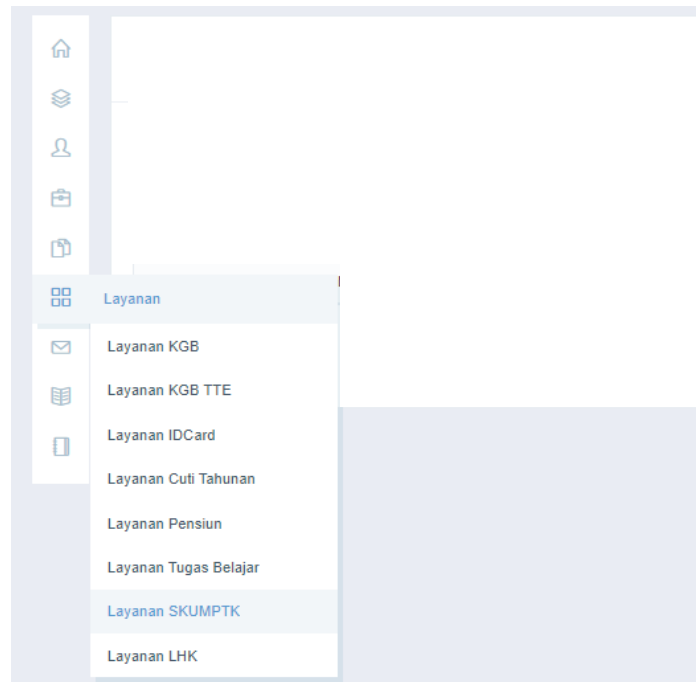 Layanan
Layanan KGB
Layanan KGB TTE
Layanan IDCard
Layanan Cuti Tahunan
Layanan Pensiun
Layanan Tugas Belajar
Layanan SKUMPTK
Layanan LHK